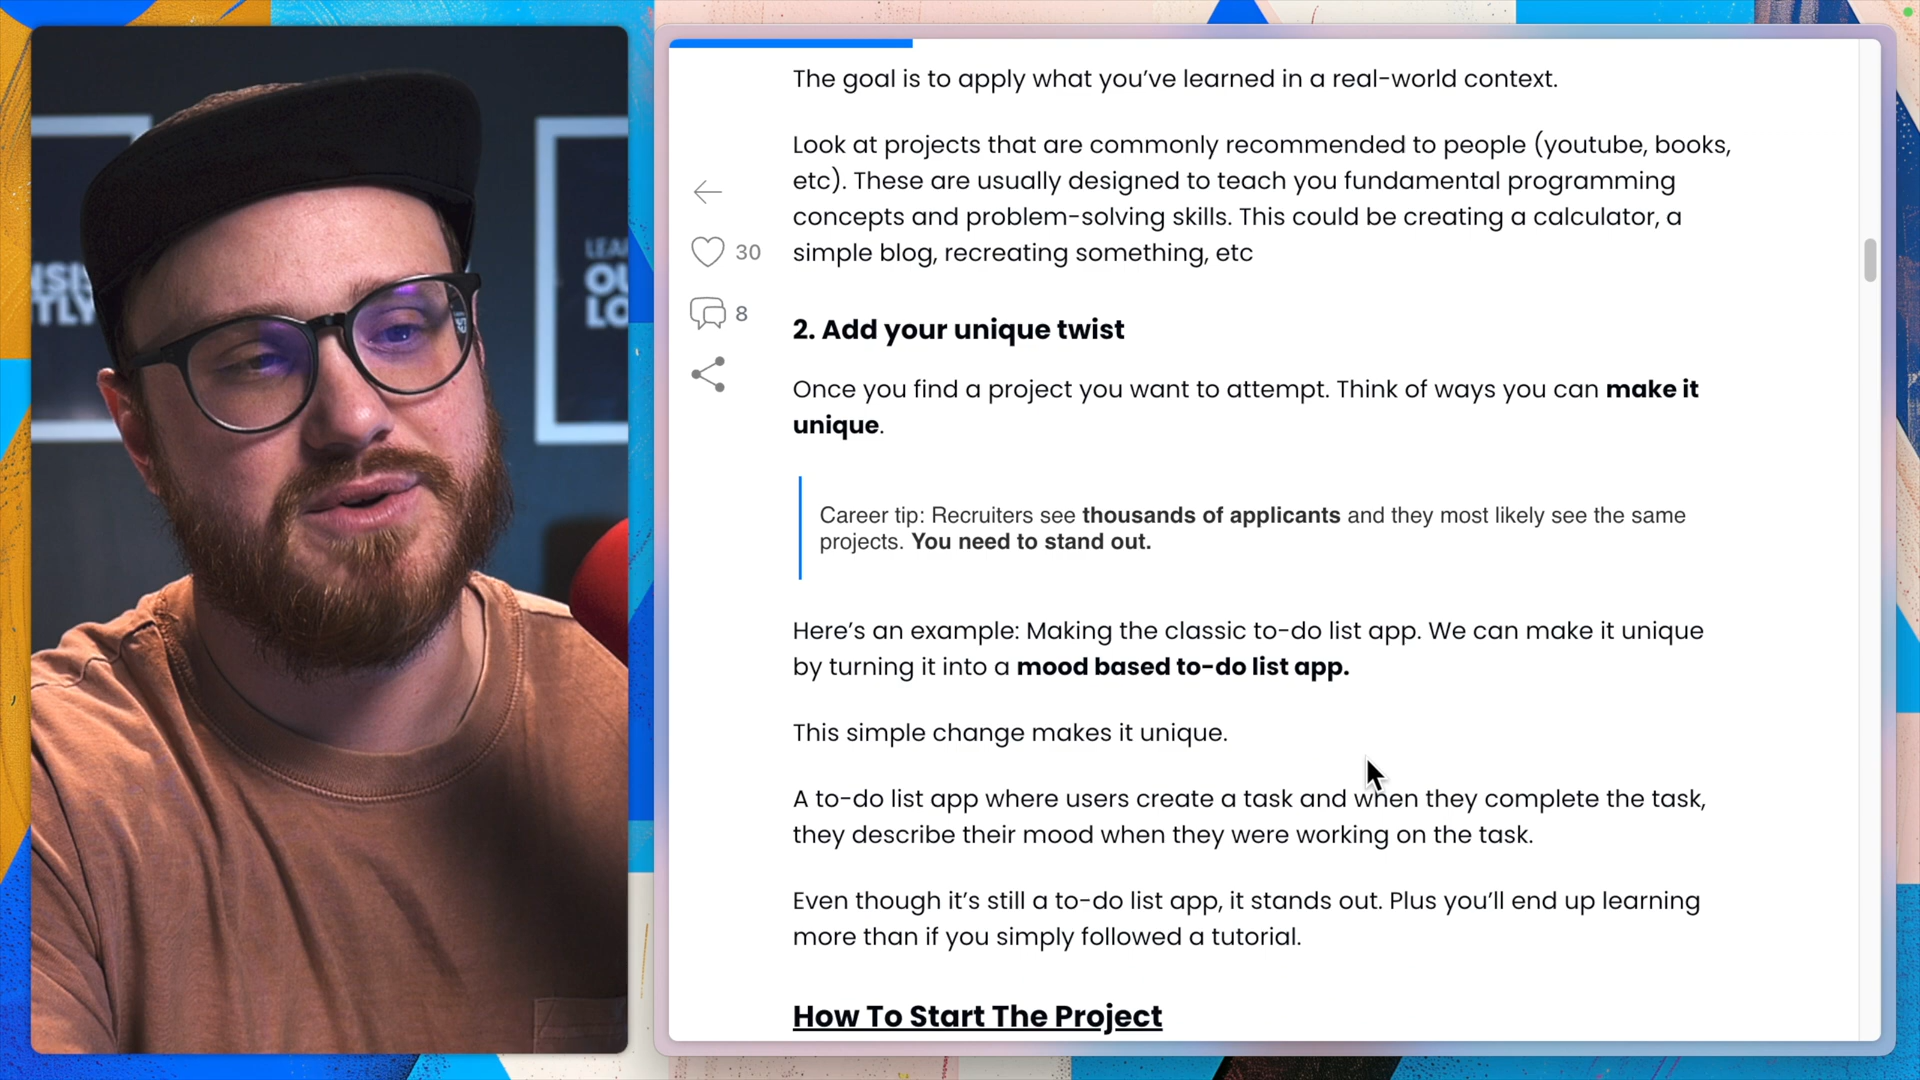 NSIS
TLY
LEA
OU
LO
The goal is to apply what you've learned in a real-world context.
Look at projects that are commonly recommended to people (youtube, books,
etc). These are usually designed to teach you fundamental programming
concepts and problem-solving skills. This could be creating a calculator, a
simple blog, recreating something, etc
30
8
2. Add your unique twist
Once you find a project you want to attempt. Think of ways you can make it
unique.
Career tip: Recruiters see thousands of applicants and they most likely see the same
projects. You need to stand out.
Here's an example: Making the classic to-do list app. We can make it unique
by turning it into a mood based to-do list app.
This simple change makes it unique.
A to-do list app where users create a task and when they complete the task,
they describe their mood when they were working on the task.
Even though it's still a to-do list app, it stands out. Plus you'll end up learning
more than if you simply followed a tutorial.
How To Start The Project